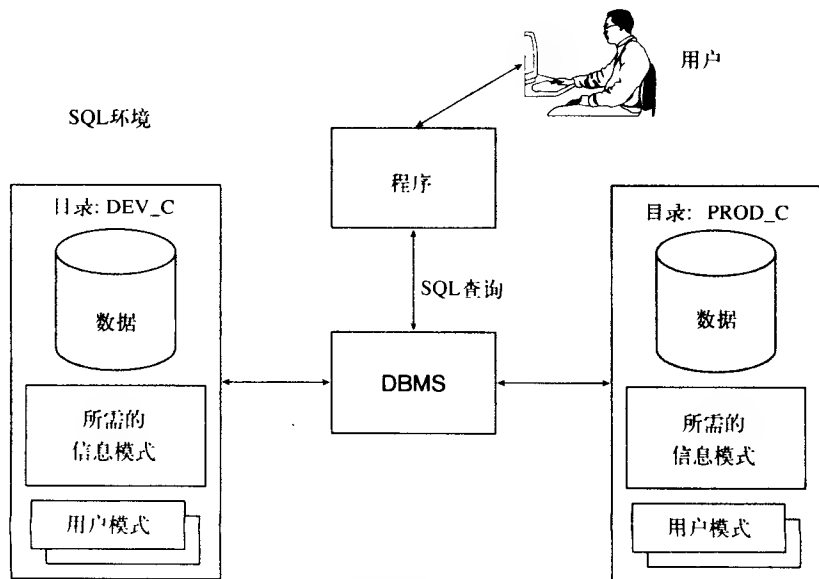 用户
SQL环境
程序
目录: DEV_C
数据
所需的
信息模式
用户模式
SQL查询
DBMS
目录: PROD_C
数据
所需的
信息模式
用户模式